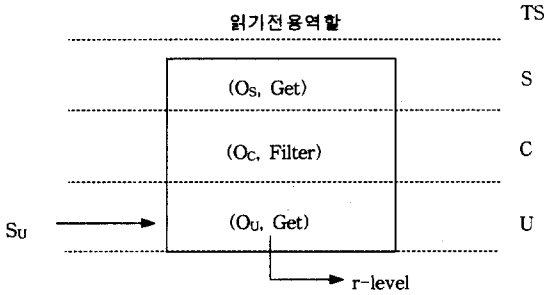 읽기전용역할
TS
(Os, Get)
S
(Oc, Filter)
C
SU
(OU, Get)
U
r-level